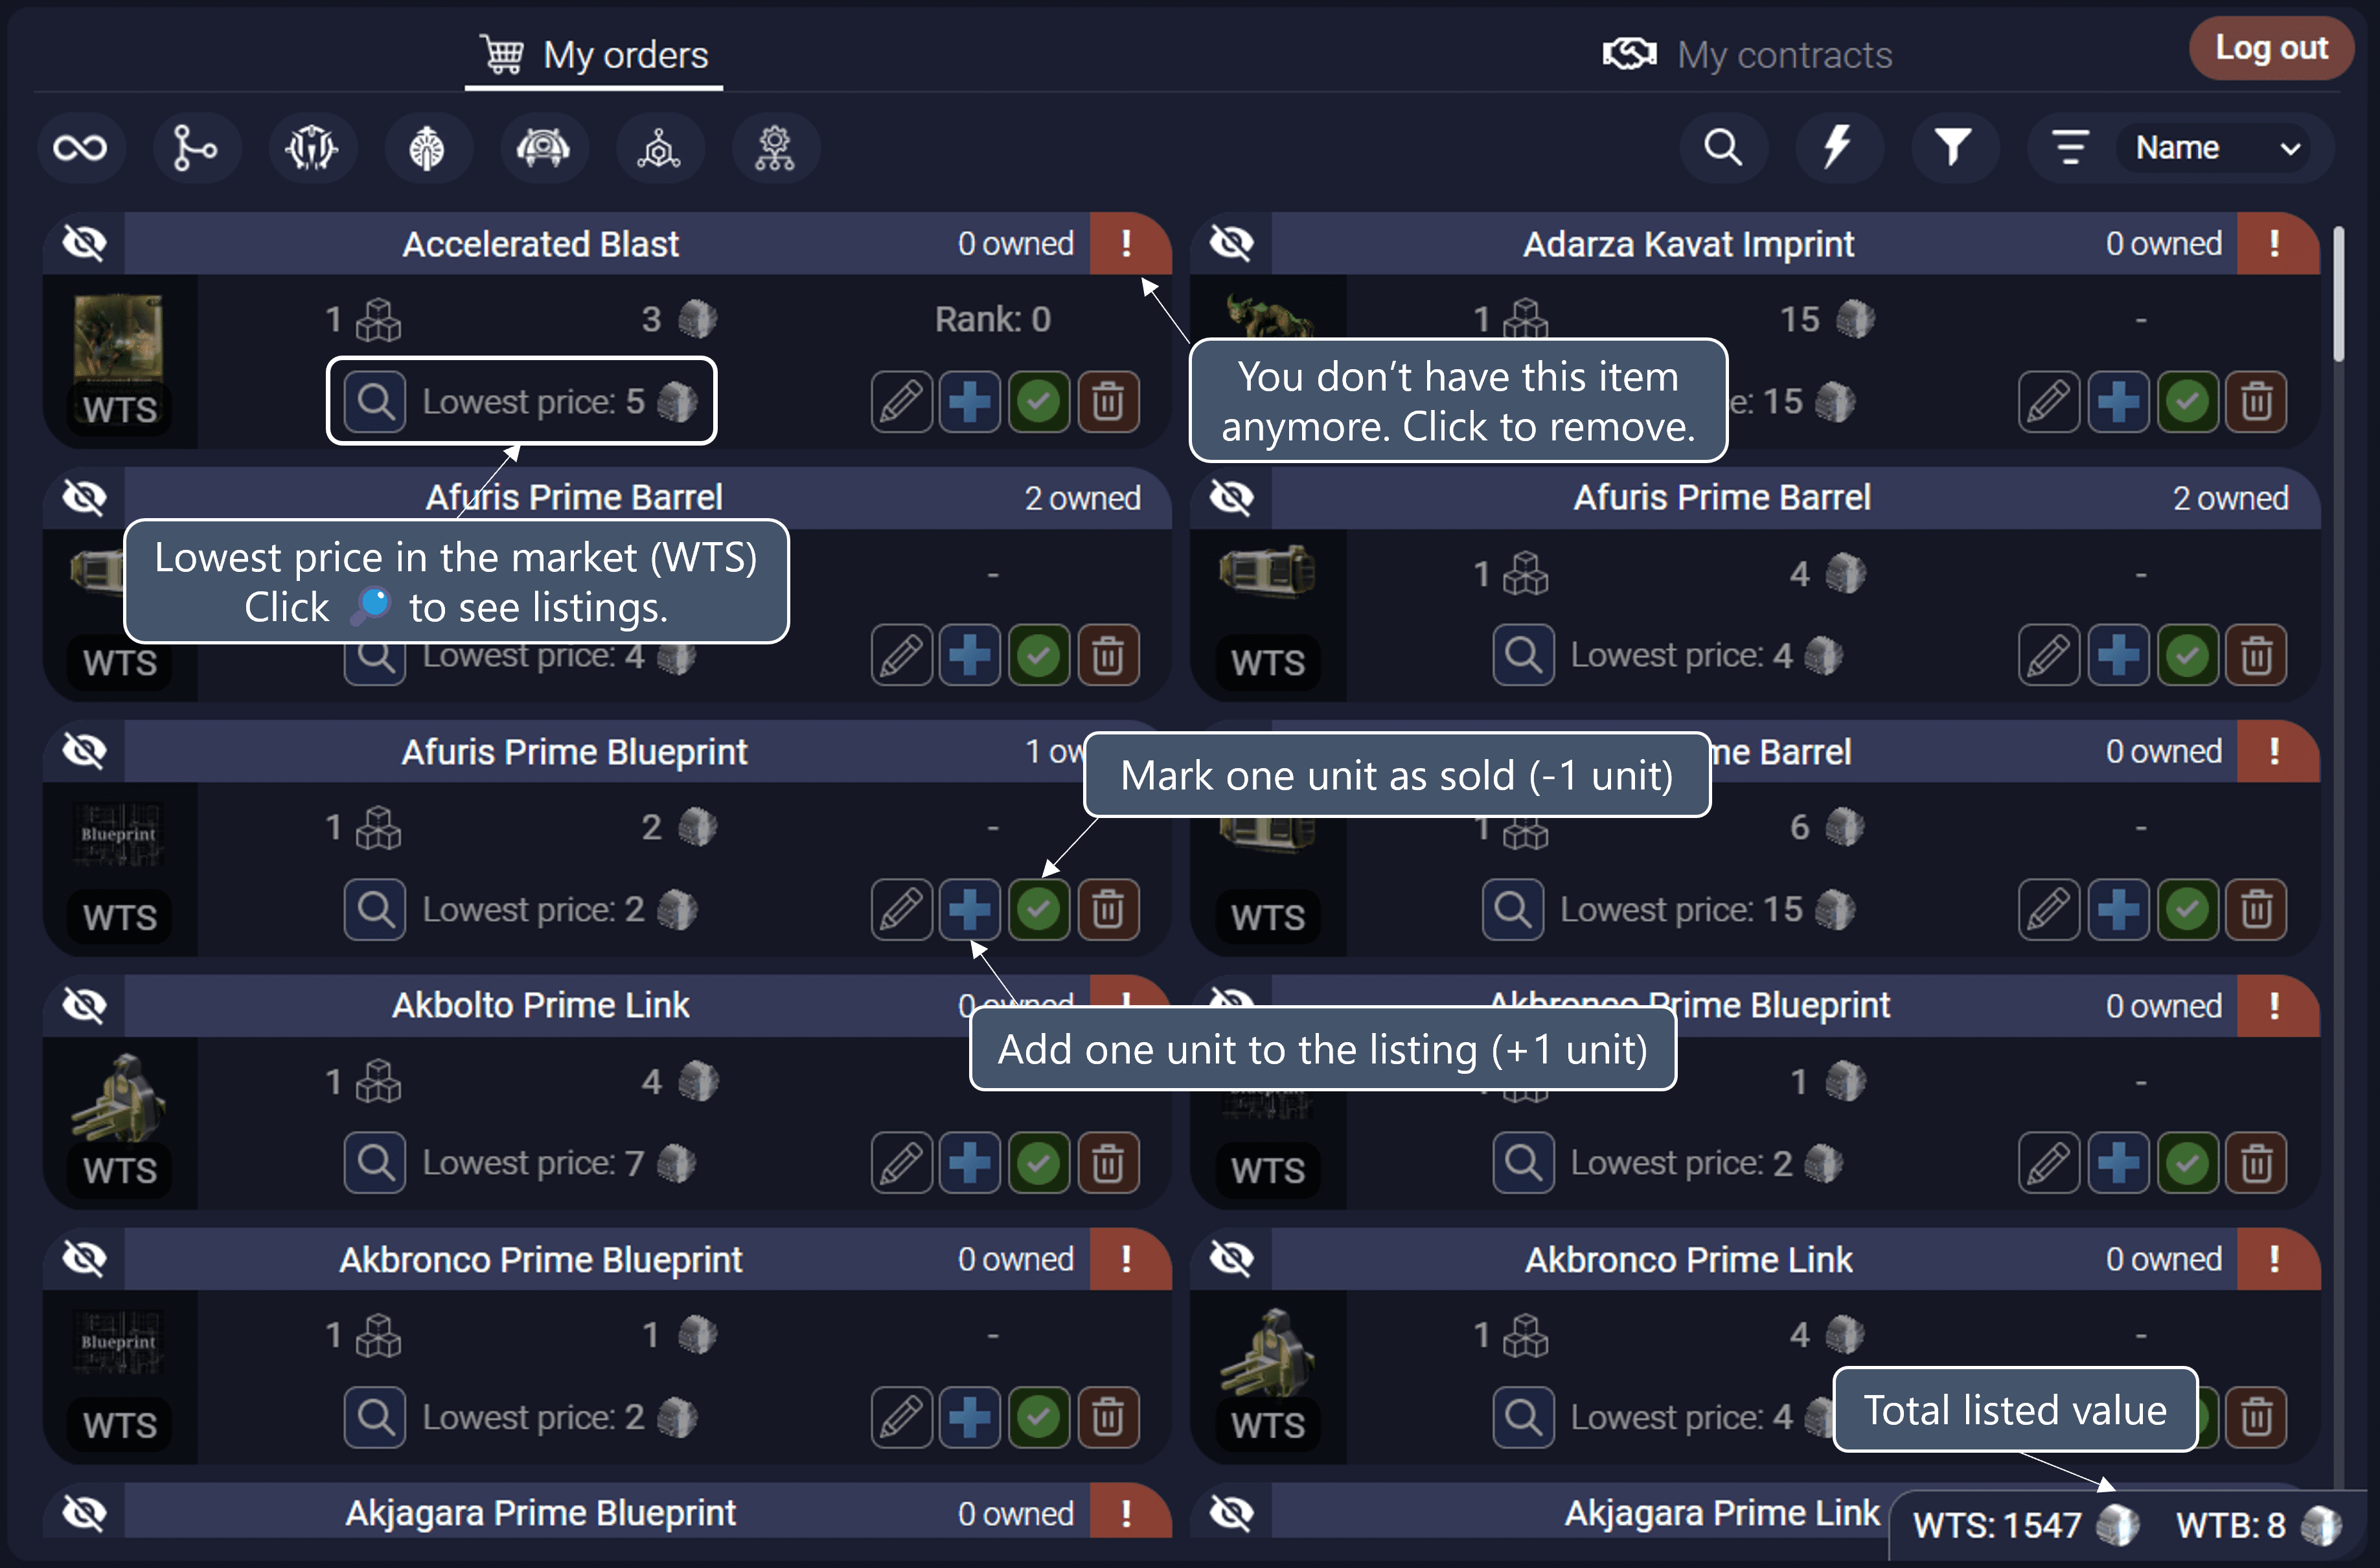 My orders
My contracts
Log out
Name
Accelerated Blast
0 owned
!
1
3
Rank: 0
Lowest price: 5
WTS
Adarza Kavat Imprint
0 owned
!
1
15
-
e: 15
You don’t have this item
anymore. Click to remove.
Afuris Prime Barrel
2 owned
-
Lowest price: 4
WTS
Lowest price in the market (WTS)
Click to see listings.
Afuris Prime Barrel
2 owned
1
4
-
Lowest price: 4
WTS
Afuris Prime Blueprint
1 ow
Blueprint
1
2
-
Lowest price: 2
WTS
Mark one unit as sold (-1 unit)
me Barrel
0 owned
!
1
6
-
Lowest price: 15
WTS
Akbolto Prime Link
0 owned
!
1
4
Lowest price: 7
WTS
Add one unit to the listing (+1 unit)
Akbronco Prime Blueprint
0 owned
!
1
-
Lowest price: 2
WTS
Akbronco Prime Blueprint
0 owned
!
Blueprint
1
1
-
Lowest price: 2
WTS
Akbronco Prime Link
0 owned
!
1
4
-
Lowest price: 4
WTS
Total listed value
Akjagara Prime Blueprint
0 owned
!
Akjagara Prime Link
WTS: 1547
WTB: 8